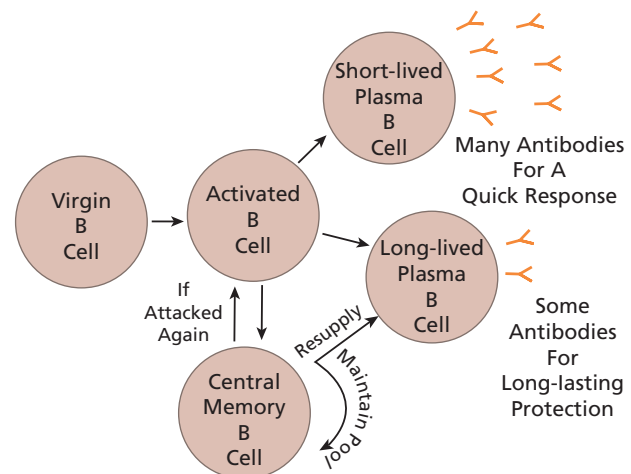 Short-lived
Plasma
B
Cell
Many Antibodies
For A
Quick Response
Virgin
B
Cell
Activated
B
Cell
Long-lived
Plasma
B
Cell
If
Attacked
Again
Resupply
Maintain Pool
Some
Antibodies
For
Long-lasting
Protection
Central
Memory
B
Cell